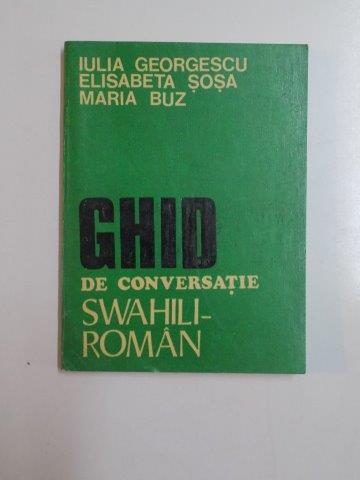 IULIA GEORGESCU
ELISABETA ȘOȘA
MARIA BUZ
GHID
DE CONVERSAȚIE
SWAHILI-
ROMÂN